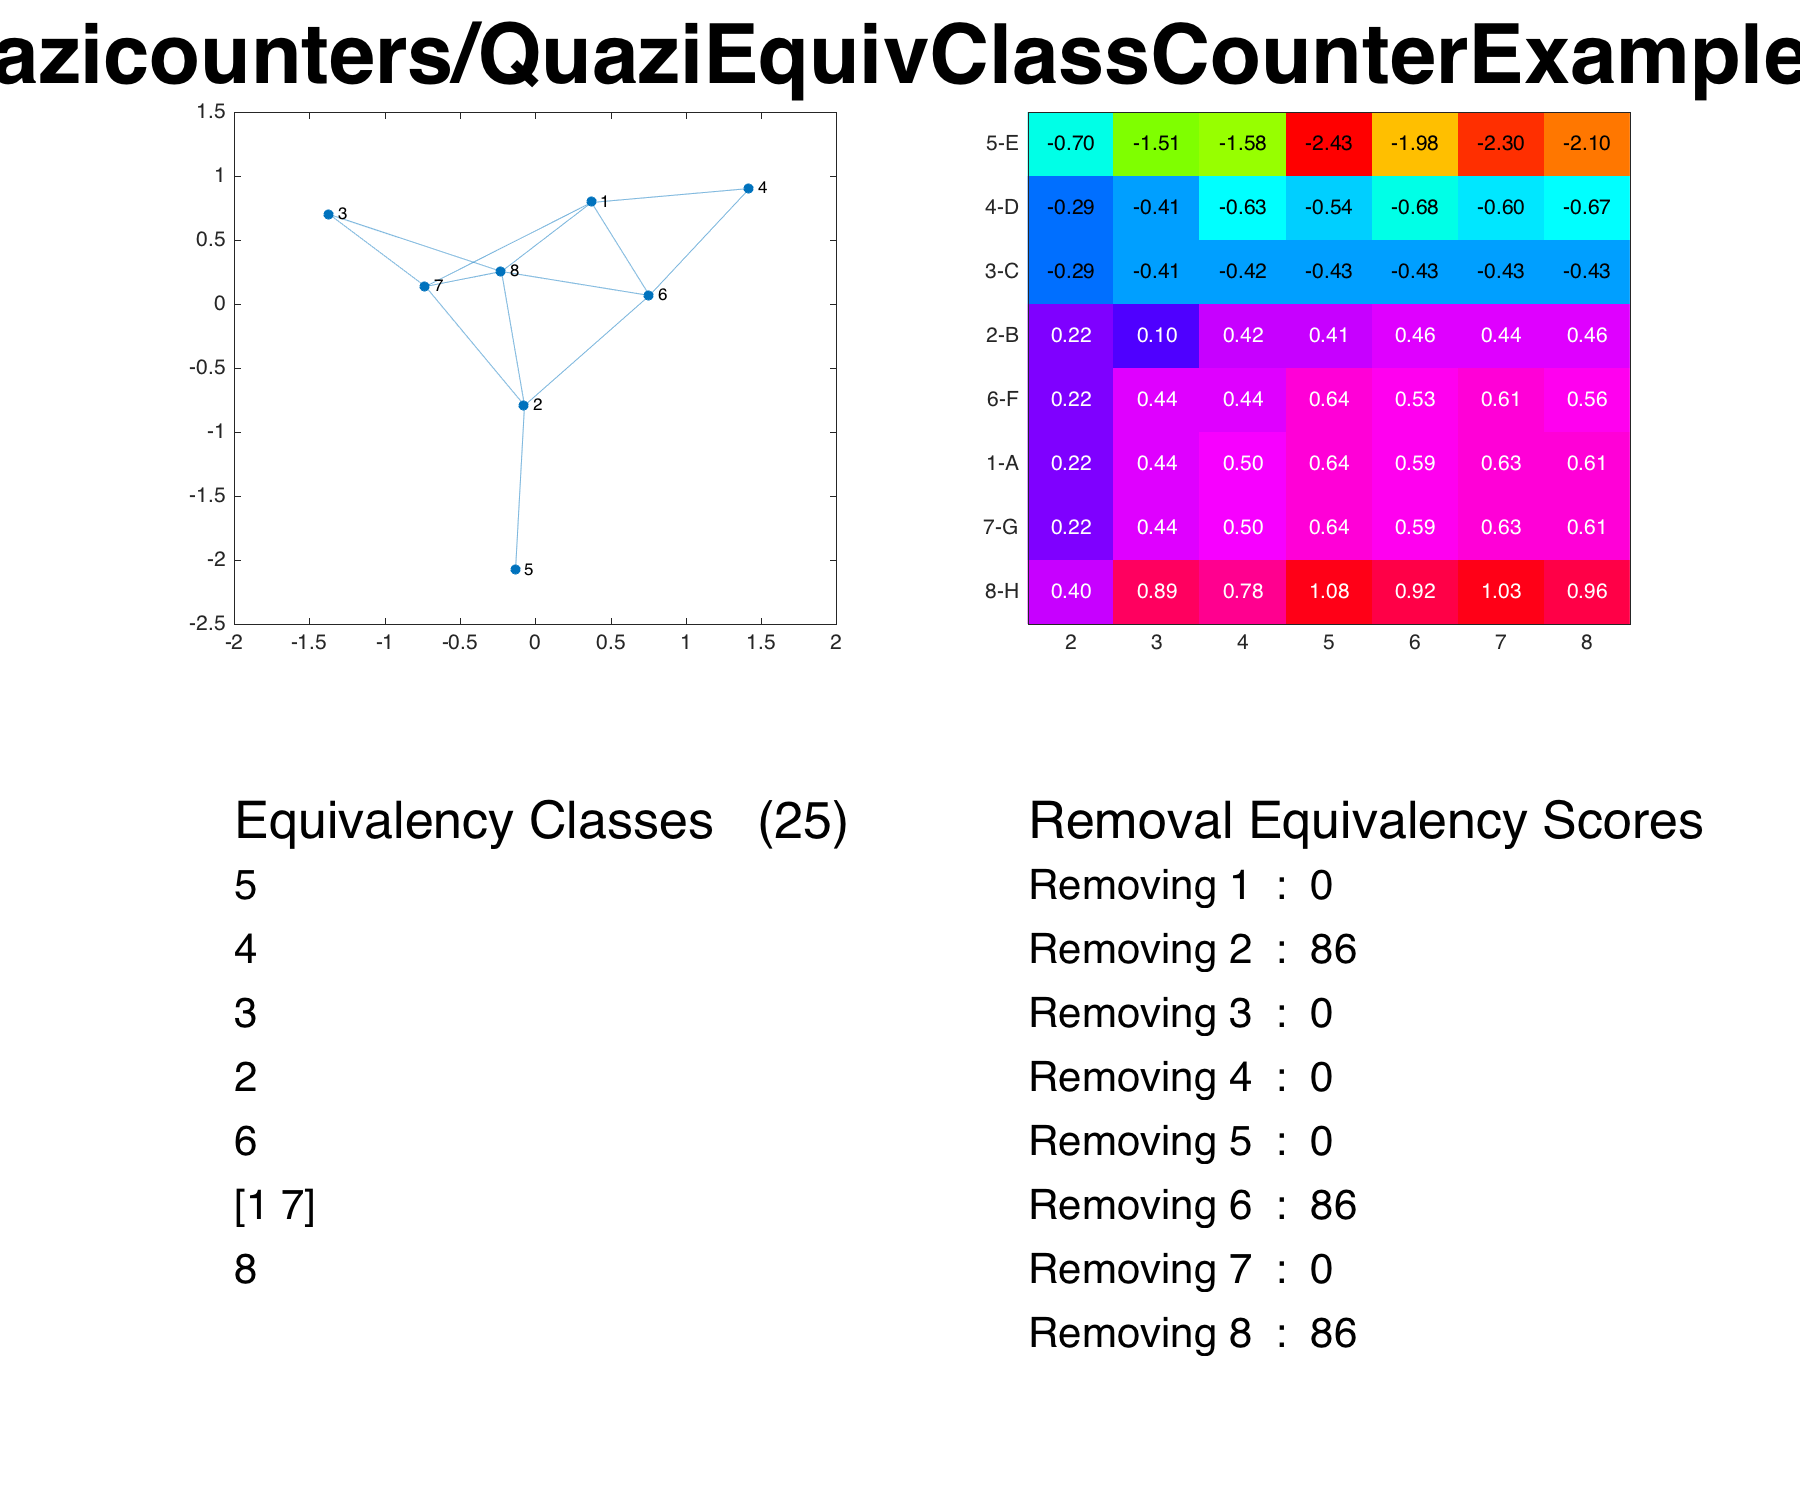 azicounters/QuaziEquivClassCounterExample
1.5
1
0.5
0
-0.5
-1
-1.5
-2
-2.5
-2 -1.5 -1 -0.5 0 0.5 1 1.5 2
3
1
4
7
8
6
2
5
5-E -0.70 -1.51 -1.58 -2.43 -1.98 -2.30 -2.10
4-D -0.29 -0.41 -0.63 -0.54 -0.68 -0.60 -0.67
3-C -0.29 -0.41 -0.42 -0.43 -0.43 -0.43 -0.43
2-B 0.22 0.10 0.42 0.41 0.46 0.44 0.46
6-F 0.22 0.44 0.44 0.64 0.53 0.61 0.56
1-A 0.22 0.44 0.50 0.64 0.59 0.63 0.61
7-G 0.22 0.44 0.50 0.64 0.59 0.63 0.61
8-H 0.40 0.89 0.78 1.08 0.92 1.03 0.96
2 3 4 5 6 7 8
Equivalency Classes (25)
5
4
3
2
6
[1 7]
8
Removal Equivalency Scores
Removing 1 : 0
Removing 2 : 86
Removing 3 : 0
Removing 4 : 0
Removing 5 : 0
Removing 6 : 86
Removing 7 : 0
Removing 8 : 86